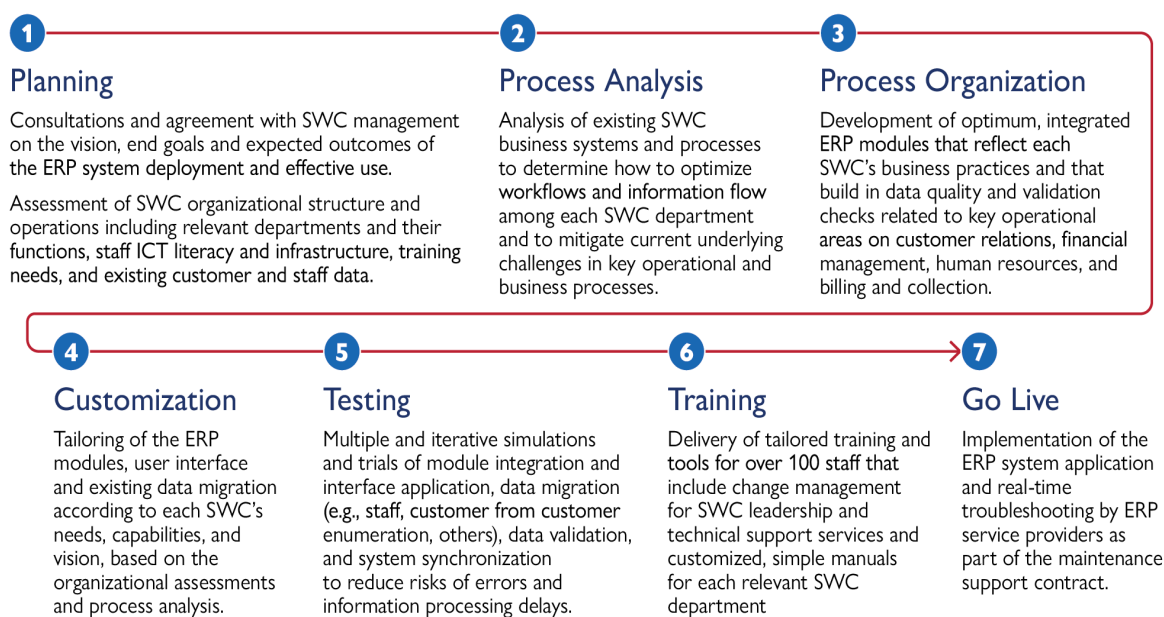 1
Planning
Consultations and agreement with SWC management
on the vision, end goals and expected outcomes of
the ERP system deployment and effective use.
Assessment of SWC organizational structure and
operations including relevant departments and their
functions, staff ICT literacy and infrastructure, training
needs, and existing customer and staff data.
2
Process Analysis
Analysis of existing SWC
business systems and processes
to determine how to optimize
workflows and information flow
among each SWC department
and to mitigate current underlying
challenges in key operational and
business processes.
3
Process Organization
Development of optimum, integrated
ERP modules that reflect each
SWC’s business practices and that
build in data quality and validation
checks related to key operational
areas on customer relations, financial
management, human resources, and
billing and collection.
4
Customization
Tailoring of the ERP
modules, user interface
and existing data migration
according to each SWC’s
needs, capabilities, and
vision, based on the
organizational assessments
and process analysis.
5
Testing
Multiple and iterative simulations
and trials of module integration and
interface application, data migration
(e.g., staff, customer from customer
enumeration, others), data validation,
and system synchronization
to reduce risks of errors and
information processing delays.
6
Training
Delivery of tailored training and
tools for over 100 staff that
include change management
for SWC leadership and
technical support services and
customized, simple manuals
for each relevant SWC
department
7
Go Live
Implementation of the
ERP system application
and real-time
troubleshooting by ERP
service providers as
part of the maintenance
support contract.